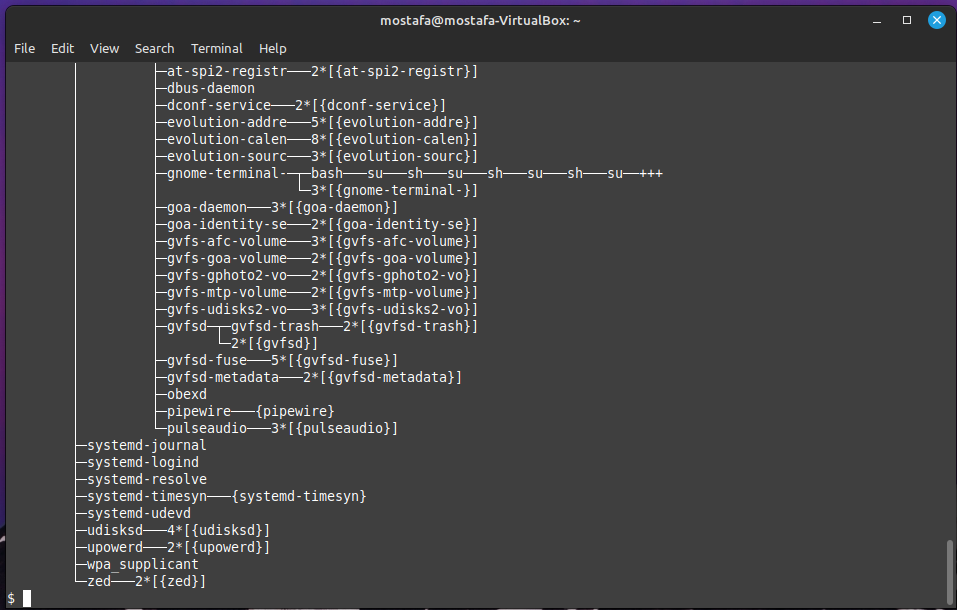 mostafa@mostafa-VirtualBox: ~
File Edit View Search Terminal Help
│         ├─at-spi2-registr───2*[{at-spi2-registr}]
│         ├─dbus-daemon
│         ├─dconf-service───2*[{dconf-service}]
│         ├─evolution-addre───5*[{evolution-addre}]
│         ├─evolution-calen───8*[{evolution-calen}]
│         ├─evolution-sourc───3*[{evolution-sourc}]
│         ├─gnome-terminal-─┬─bash───su───sh───su───sh───su───sh───su──+++
│         │                 └─3*[{gnome-terminal-}]
│         ├─goa-daemon───3*[{goa-daemon}]
│         ├─goa-identity-se───2*[{goa-identity-se}]
│         ├─gvfs-afc-volume───3*[{gvfs-afc-volume}]
│         ├─gvfs-goa-volume───2*[{gvfs-goa-volume}]
│         ├─gvfs-gphoto2-vo───2*[{gvfs-gphoto2-vo}]
│         ├─gvfs-mtp-volume───2*[{gvfs-mtp-volume}]
│         ├─gvfs-udisks2-vo───3*[{gvfs-udisks2-vo}]
│         ├─gvfsd─┬─gvfsd-trash───2*[{gvfsd-trash}]
│         │       └─2*[{gvfsd}]
│         ├─gvfsd-fuse───5*[{gvfsd-fuse}]
│         ├─gvfsd-metadata───2*[{gvfsd-metadata}]
│         ├─obexd
│         ├─pipewire───{pipewire}
│         └─pulseaudio───3*[{pulseaudio}]
├─systemd-journal
├─systemd-logind
├─systemd-resolve
├─systemd-timesyn───{systemd-timesyn}
├─systemd-udevd
├─udisksd───4*[{udisksd}]
├─upowerd───2*[{upowerd}]
├─wpa_supplicant
└─zed───2*[{zed}]
$